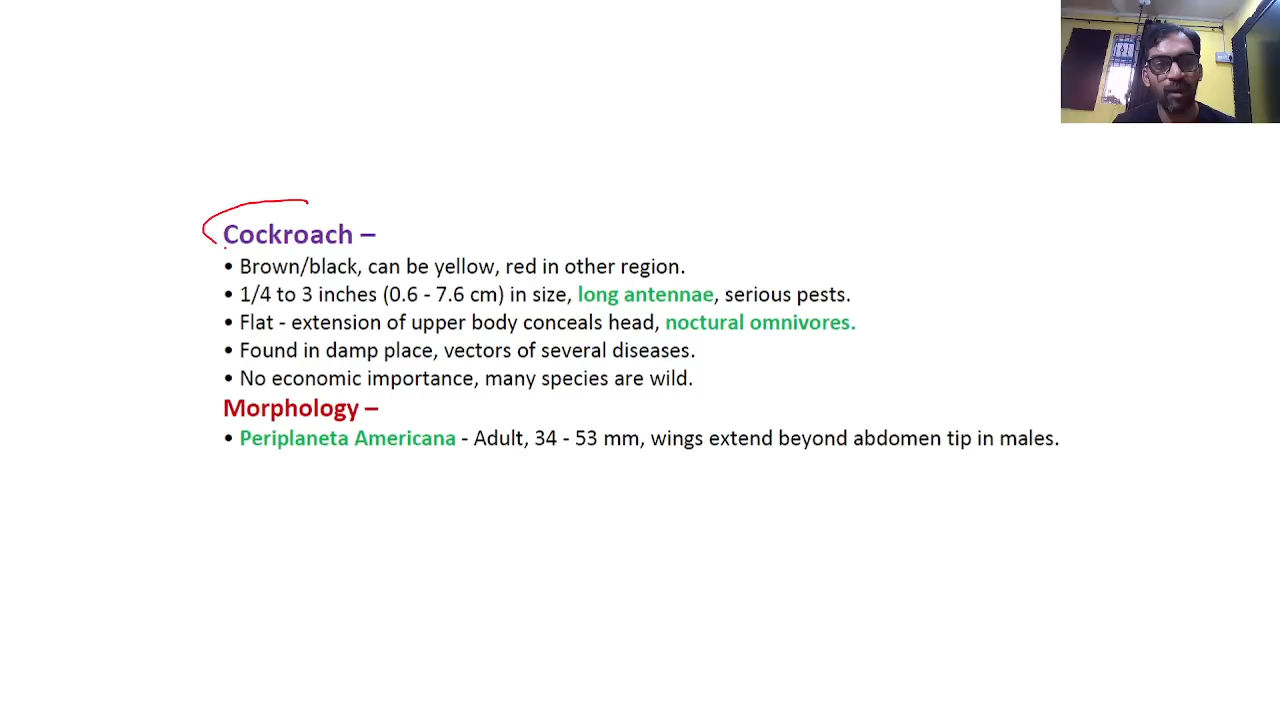 Cockroach –
• Brown/black, can be yellow, red in other region.
• 1/4 to 3 inches (0.6 - 7.6 cm) in size, long antennae, serious pests.
• Flat - extension of upper body conceals head, noctural omnivores.
• Found in damp place, vectors of several diseases.
• No economic importance, many species are wild.
Morphology –
• Periplaneta Americana - Adult, 34 - 53 mm, wings extend beyond abdomen tip in males.